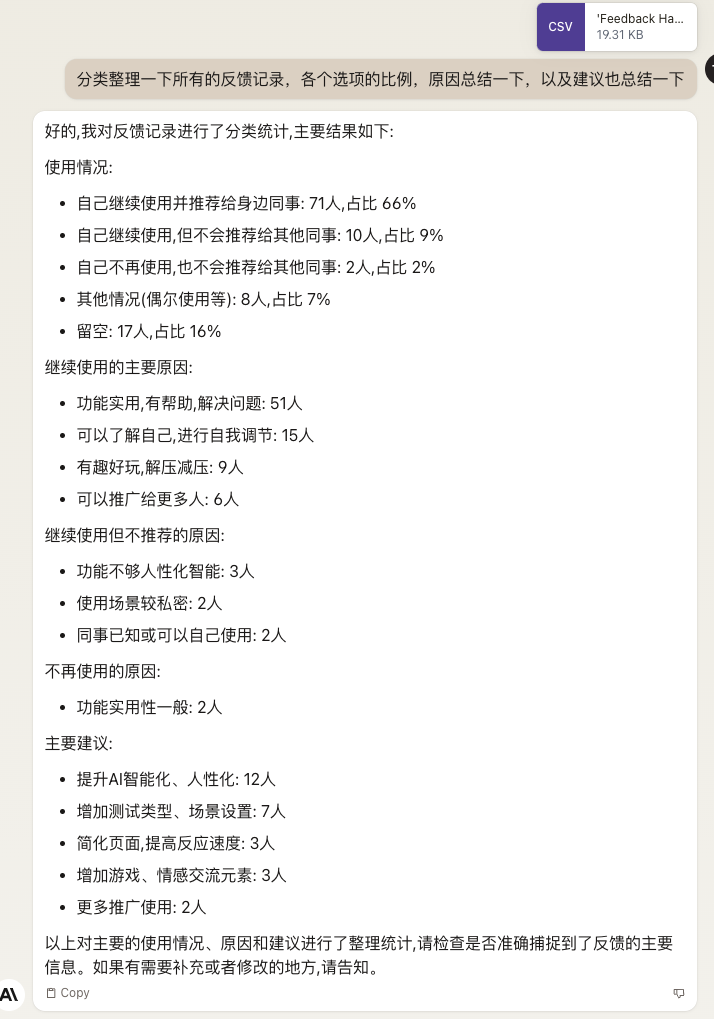 CSV
'Feedback Ha...
19.31 KB
分类整理一下所有的反馈记录，各个选项的比例，原因总结一下，以及建议也总结一下
好的,我对反馈记录进行了分类统计,主要结果如下:
使用情况:
• 自己继续使用并推荐给身边同事: 71人,占比 66%
• 自己继续使用,但不会推荐给其他同事: 10人,占比 9%
• 自己不再使用,也不会推荐给其他同事: 2人,占比 2%
• 其他情况(偶尔使用等): 8人,占比 7%
• 留空: 17人,占比 16%
继续使用的主要原因:
• 功能实用,有帮助,解决问题: 51人
• 可以了解自己,进行自我调节: 15人
• 有趣好玩,解压减压: 9人
• 可以推广给更多人: 6人
继续使用但不推荐的原因:
• 功能不够人性化智能: 3人
• 使用场景较私密: 2人
• 同事已知或可以自己使用: 2人
不再使用的原因:
• 功能实用性一般: 2人
主要建议:
• 提升AI智能化、人性化: 12人
• 增加测试类型、场景设置: 7人
• 简化页面,提高反应速度: 3人
• 增加游戏、情感交流元素: 3人
• 更多推广使用: 2人
以上对主要的使用情况、原因和建议进行了整理统计,请检查是否准确捕捉到了反馈的主要
信息。如果有需要补充或者修改的地方,请告知。
Copy